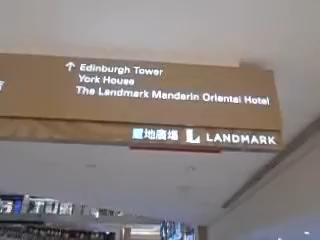 ↑ Edinburgh Tower
York House
The Landmark Mandarin Oriental Hotel
置地廣場 LANDMARK